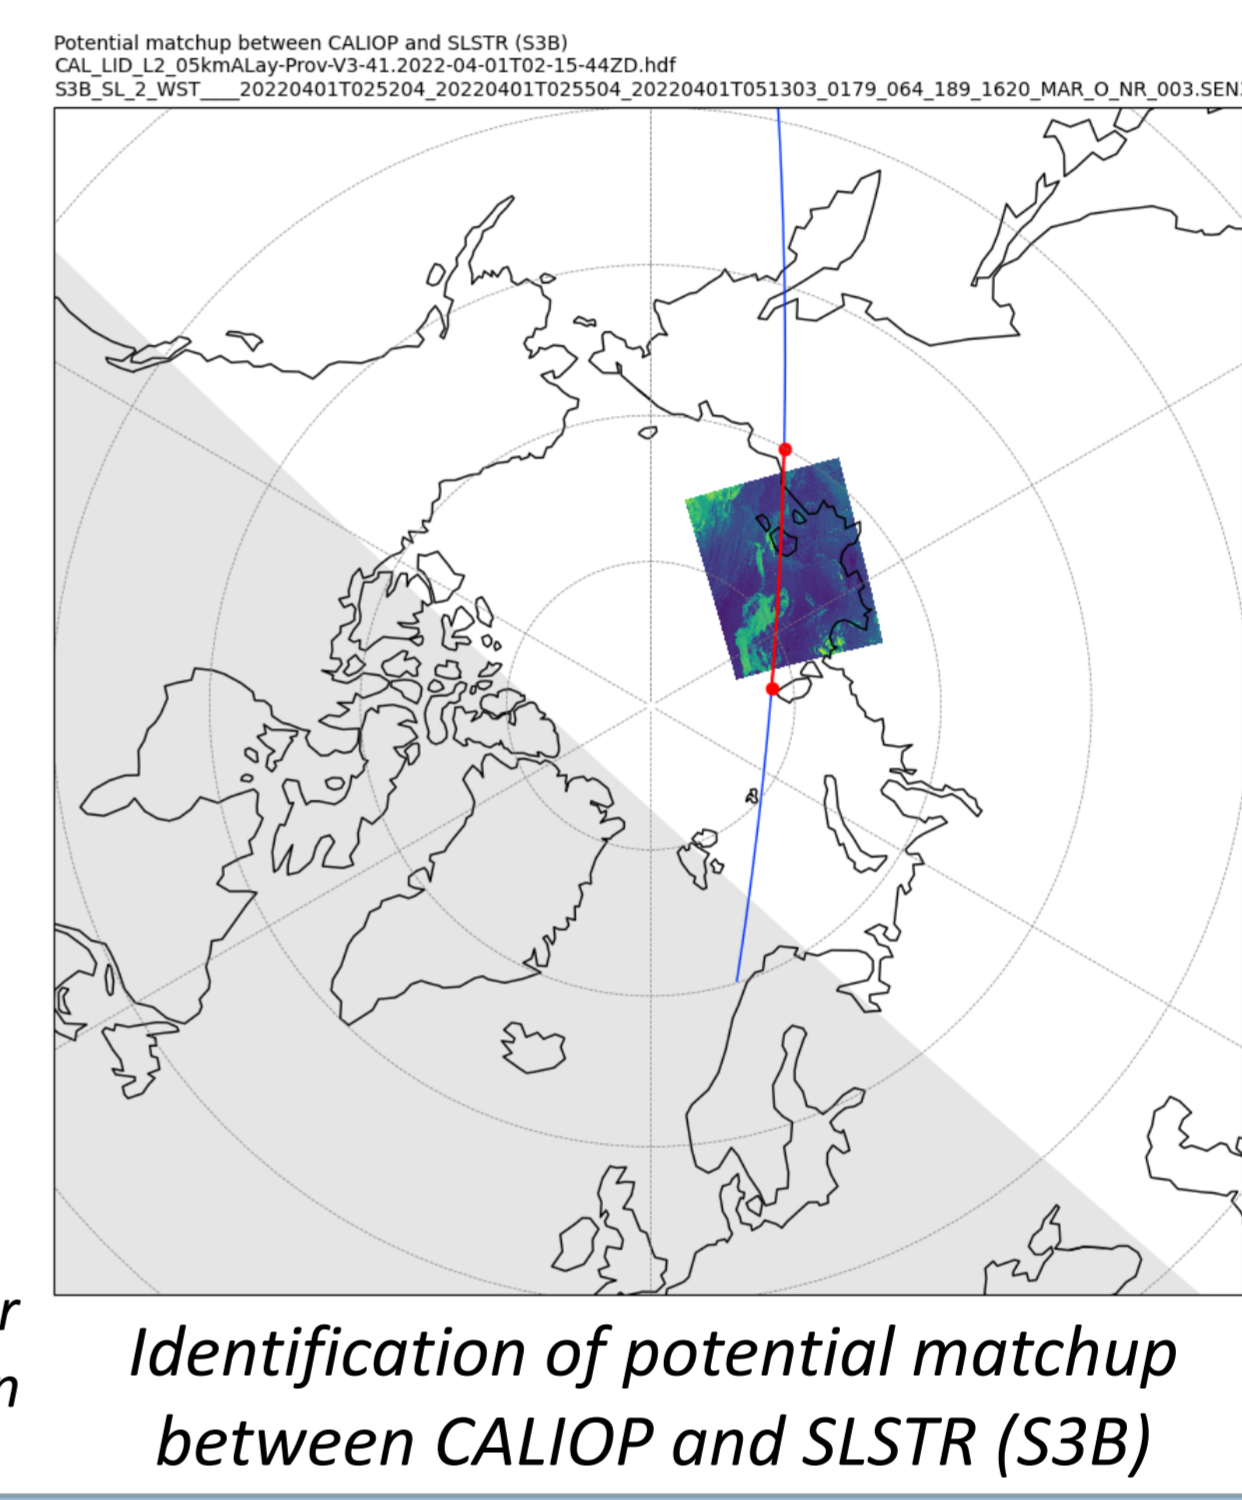 Potential matchup between CALIOP and SLSTR (S3B)
CAL_LID_L2_05kmALay-Prov-V3-41.2022-04-01T02-15-44ZD.hdf
S3B_SL_2_WST____20220401T025204_20220401T025504_20220401T051303_0179_064_189_1620_MAR_O_NR_003.SEN
r
n
Identification of potential matchup
between CALIOP and SLSTR (S3B)